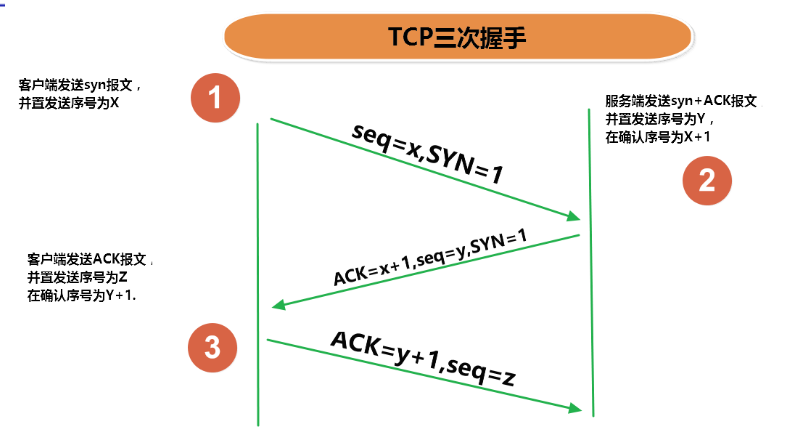 TCP三次握手
客户端发送syn报文，
并置发送序号为X
1
服务端发送syn+ACK报文
并置发送序号为Y，
在确认序号为X+1
2
seq=x,SYN=1
ACK=x+1,seq=y,SYN=1
客户端发送ACK报文，
并置发送序号为Z
在确认序号为Y+1.
3
ACK=y+1,seq=z